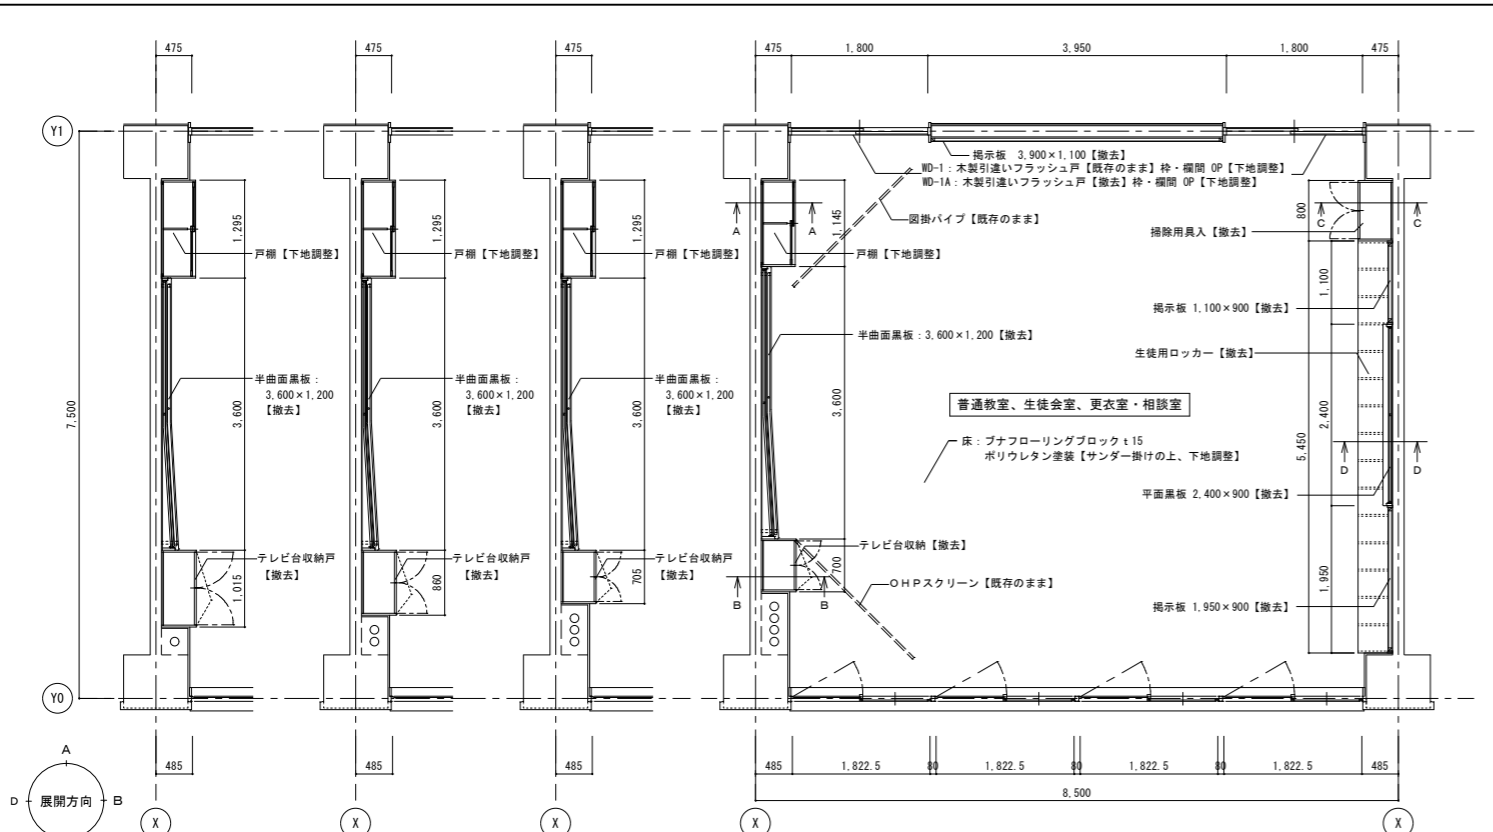 475
475
475
475
1,800
3,950
1,800
475
Y1
掲示板 3,900×1,100【撤去】
WD-1：木製引違いフラッシュ戸【既存のまま】枠・欄間 OP【下地調整】
WD-1A：木製引違いフラッシュ戸【撤去】枠・欄間 OP【下地調整】
図掛パイプ【既存のまま】
掃除用具入【撤去】
A
A
C
C
800
1,295
1,295
1,295
1,145
戸棚【下地調整】
戸棚【下地調整】
戸棚【下地調整】
戸棚【下地調整】
1,100
掲示板 1,100×900【撤去】
半曲面黒板：3,600×1,200【撤去】
生徒用ロッカー【撤去】
半曲面黒板：
3,600×1,200
【撤去】
半曲面黒板：
3,600×1,200
【撤去】
半曲面黒板：
3,600×1,200
【撤去】
7,500
3,600
3,600
3,600
3,600
普通教室、生徒会室、更衣室・相談室
床：ブナフローリングブロック t15
ポリウレタン塗装【サンダー掛けの上、下地調整】
5,450
2,400
D
D
平面黒板 2,400×900【撤去】
テレビ台収納戸
【撤去】
テレビ台収納戸
【撤去】
テレビ台収納戸
【撤去】
テレビ台収納【撤去】
1,015
860
705
700
OHPスクリーン【既存のまま】
B
B
1,950
掲示板 1,950×900【撤去】
Y0
485
485
485
485
1,822.5
80
1,822.5
80
1,822.5
80
1,822.5
485
8,500
A
D
展開方向
B
X
X
X
X
X